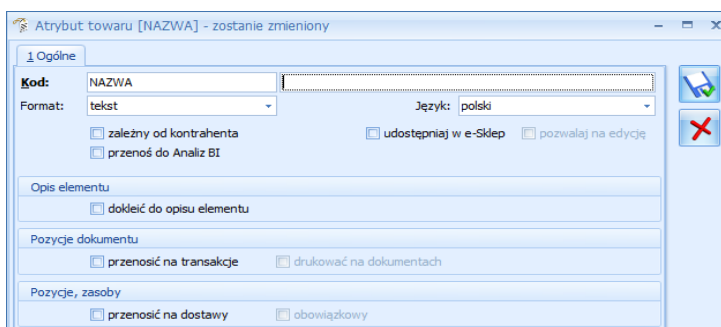 Atrybut towaru [NAZWA] - zostanie zmieniony
1 Ogólne
Kod: NAZWA
Format: tekst Język: polski
zależny od kontrahenta udostępniaj w e-Sklep pozwalaj na edycję
przenoś do Analiz BI
Opis elementu
dokleić do opisu elementu
Pozycje dokumentu
przenosić na transakcje drukować na dokumentach
Pozycje, zasoby
przenosić na dostawy obowiązkowy